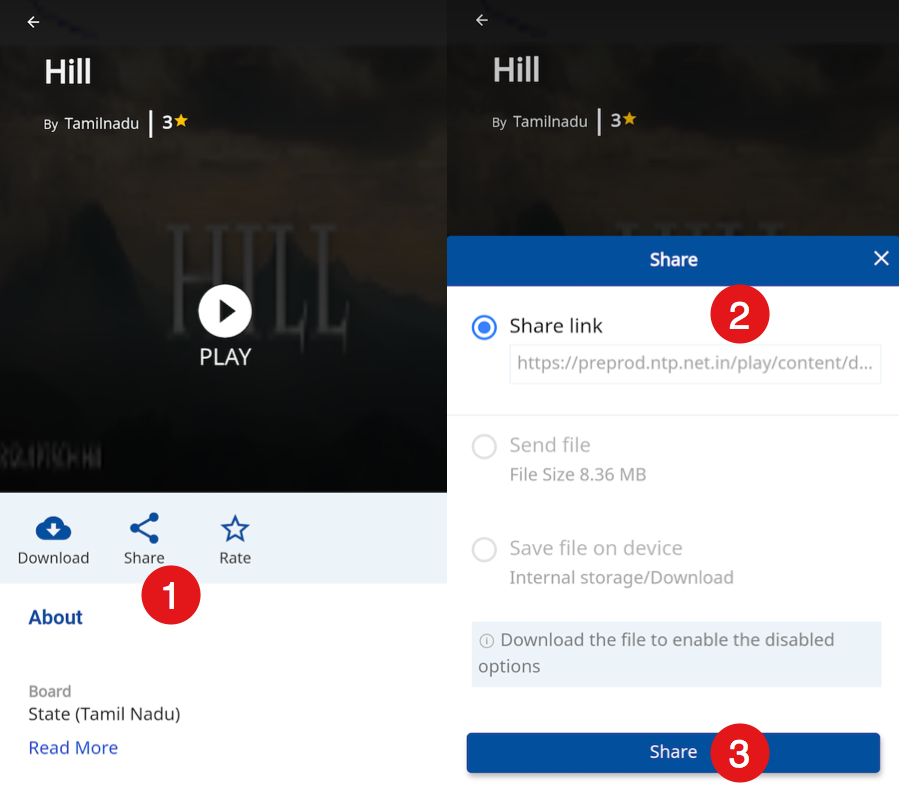 Hill
By Tamilnadu | 3
HILL
PLAY
Download
Share
Rate
1
About
Board
State (Tamil Nadu)
Read More
Hill
By Tamilnadu | 3
Share
2
Share link
https://preprod.ntp.net.in/play/content/d...
Send file
File Size 8.36 MB
Save file on device
Internal storage/Download
Download the file to enable the disabled
options
Share
3